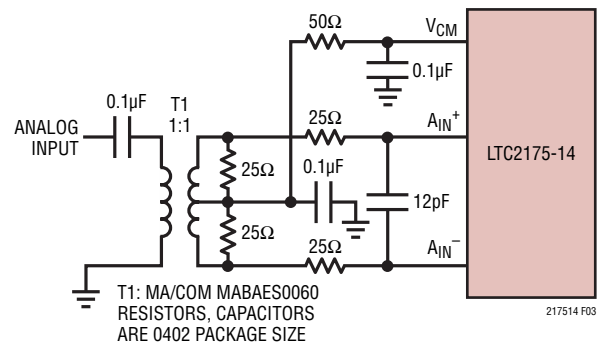 50Ω
VCM
0.1µF
0.1µF
T1
1:1
ANALOG
INPUT
25Ω
AIN+
LTC2175-14
25Ω
0.1µF
12pF
25Ω
25Ω
AIN–
T1: MA/COM MABAES0060
RESISTORS, CAPACITORS
ARE 0402 PACKAGE SIZE
217514 F03